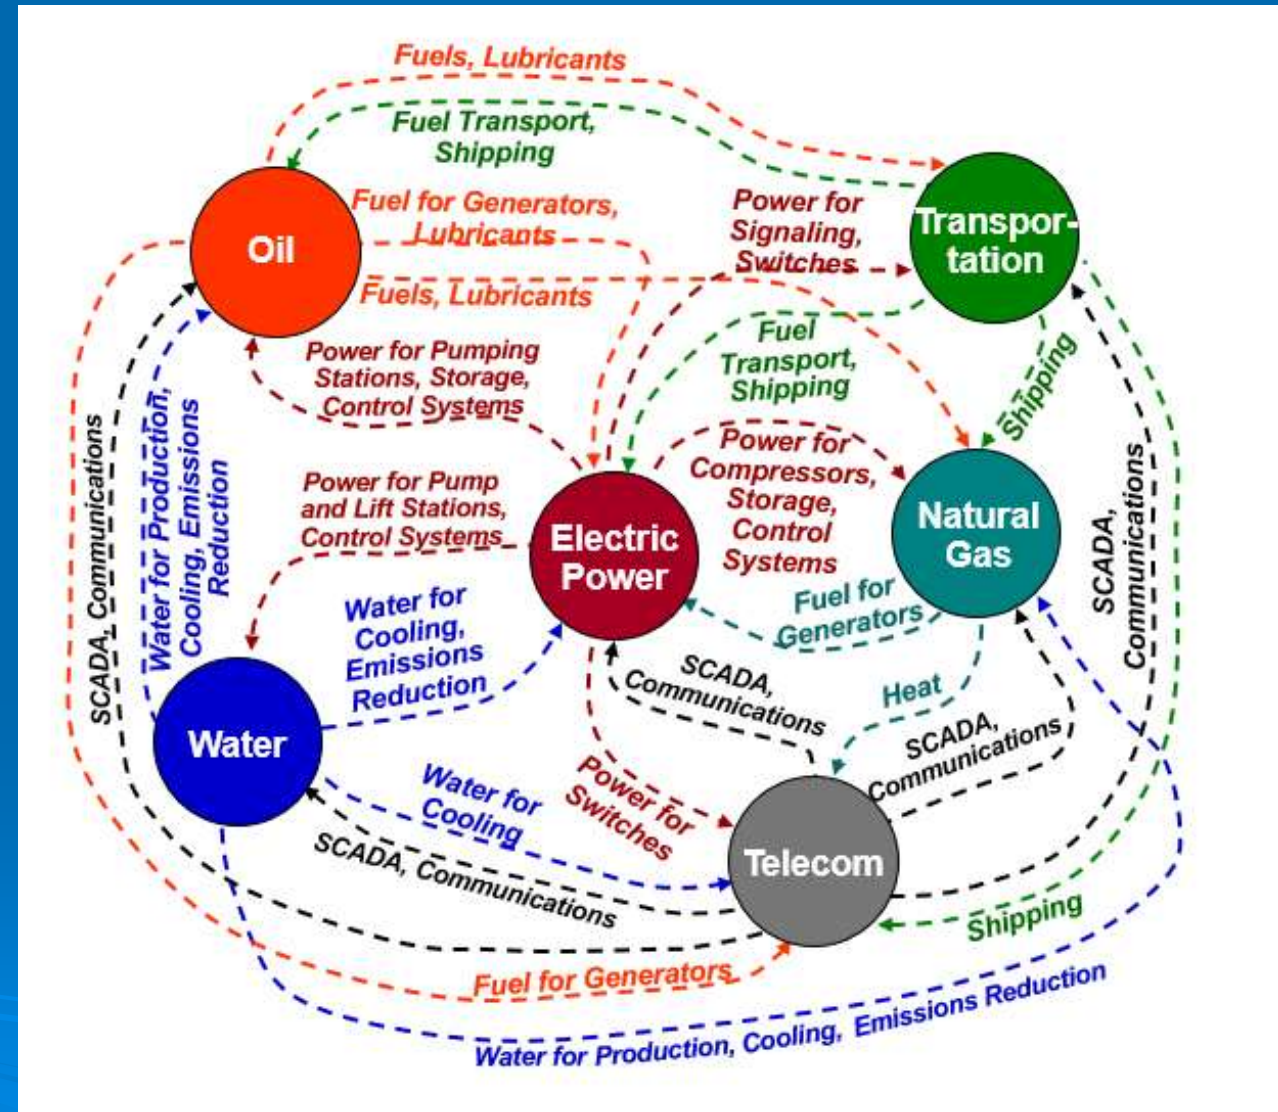 Fuels, Lubricants
Fuel Transport,
Shipping
Oil
Fuel for Generators,
Lubricants
Fuels, Lubricants
Power for
Signaling,
Switches
Transpor-
tation
Fuel
Transport,
Shipping
Shipping
Power for Pumping
Stations, Storage,
Control Systems
Power for Pump
and Lift Stations,
Control Systems
Power for
Compressors,
Storage,
Control
Systems
Natural
Gas
Electric
Power
SCADA, Communications
Water for Production,
Cooling, Emissions
Reduction
SCADA,
Communications
Water for
Cooling,
Emissions
Reduction
Fuel for
Generators
SCADA,
Communications
Heat
SCADA,
Communications
Water
Water for
Cooling
Power for
Switches
SCADA, Communications
Telecom
Shipping
Fuel for Generators
Water for Production, Cooling, Emissions Reduction